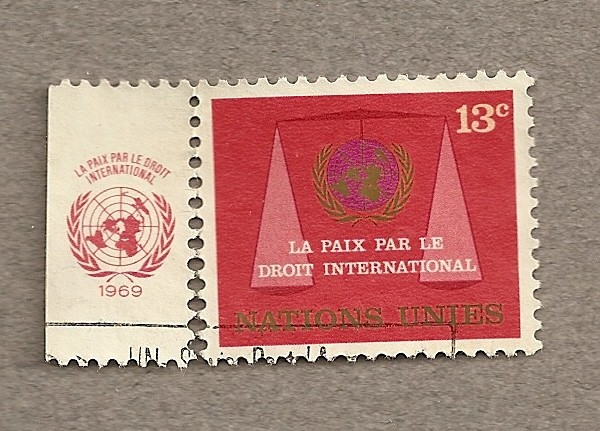 LA PAIX PAR LE DROIT
INTERNATIONAL
1969
13c
LA PAIX PAR LE
DROIT INTERNATIONAL
NATIONS UNIES